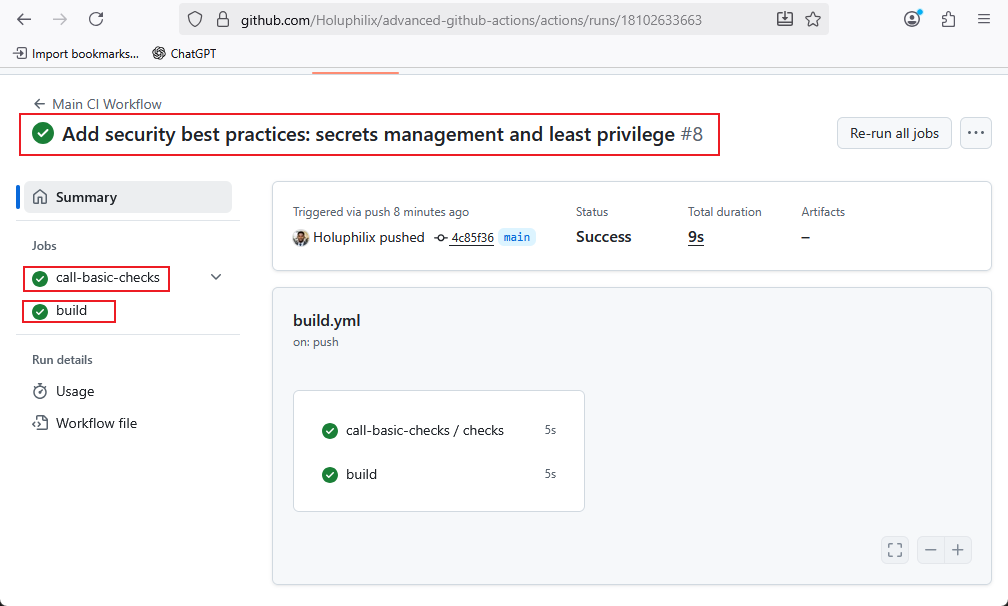 github.com/Holuphilix/advanced-github-actions/actions/runs/18102633663
Import bookmarks... ChatGPT
Main CI Workflow
Add security best practices: secrets management and least privilege #8
Re-run all jobs
Summary
Jobs
call-basic-checks
build
Run details
Usage
Workflow file
Triggered via push 8 minutes ago
Holuphilix pushed 4c85f36 main
Status
Success
Total duration
9s
Artifacts
–
build.yml
on: push
call-basic-checks / checks 5s
build 5s